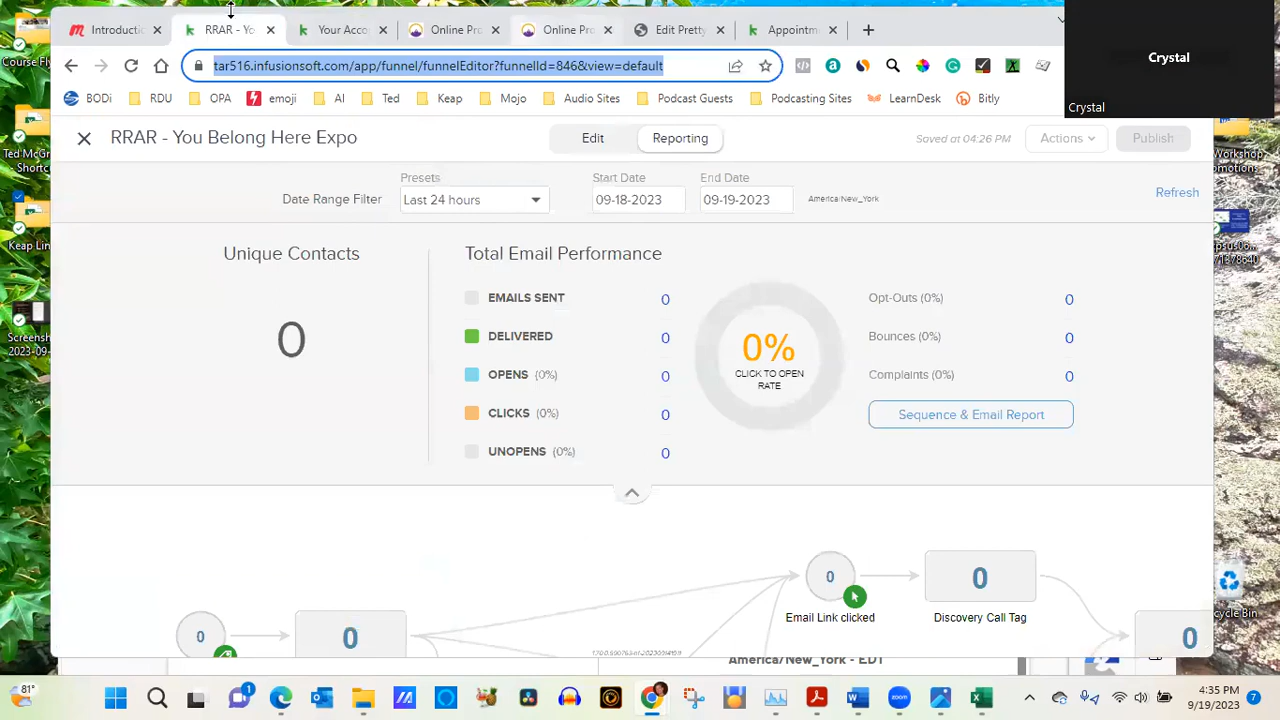 Introducti
RRAR - Yo
Your Acco
Online Pro
Online Pro
Edit Pretty
Appointme
tar516.infusionsoft.com/app/funnel/funnelEditor?funnelId=846&view=default
BODi
RDU
OPA
emoji
AI
Ted
Keap
Mojo
Audio Sites
Podcast Guests
Podcasting Sites
LearnDesk
Bitly
Crystal
Crystal
Course Fly
RRAR - You Belong Here Expo
Edit
Reporting
Saved at 04:26 PM
Actions
Publish
Presets
Date Range Filter
Last 24 hours
Start Date
09-18-2023
End Date
09-19-2023
America/New_York
Refresh
Unique Contacts
0
Total Email Performance
EMAILS SENT 0
DELIVERED 0
OPENS (0%) 0
CLICKS (0%) 0
UNOPENS (0%) 0
0%
CLICK TO OPEN
RATE
Opt-Outs (0%) 0
Bounces (0%) 0
Complaints (0%) 0
Sequence & Email Report
0
Email Link clicked
0
Discovery Call Tag
0
0
0
America/New_York - EDT
Ted McGr
- Shortc
Keap Lin
Screensh
2023-09-
Workshop
omotions
71378640
cycle Bin
81°
1
4:35 PM
9/19/2023
7